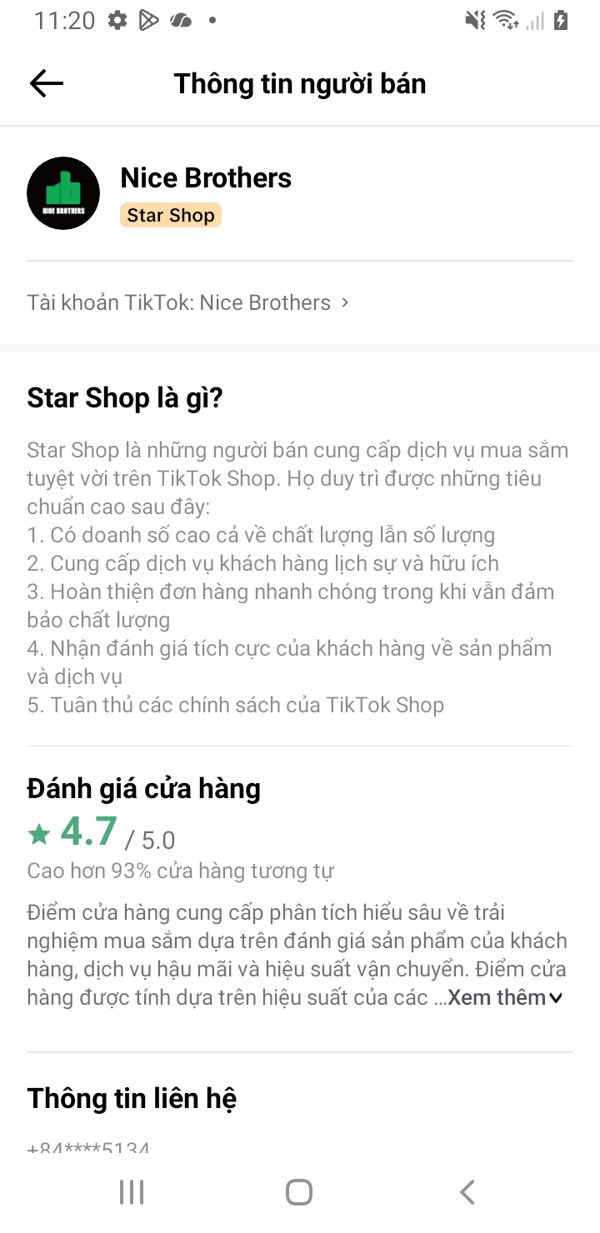 11:20
Thông tin người bán
NICE BROTHERS
Nice Brothers
Star Shop
Tài khoản TikTok: Nice Brothers
Star Shop là gì?
Star Shop là những người bán cung cấp dịch vụ mua sắm
tuyệt vời trên TikTok Shop. Họ duy trì được những tiêu
chuẩn cao sau đây:
1. Có doanh số cao cả về chất lượng lẫn số lượng
2. Cung cấp dịch vụ khách hàng lịch sự và hữu ích
3. Hoàn thiện đơn hàng nhanh chóng trong khi vẫn đảm
bảo chất lượng
4. Nhận đánh giá tích cực của khách hàng về sản phẩm
và dịch vụ
5. Tuân thủ các chính sách của TikTok Shop
Đánh giá cửa hàng
4.7 / 5.0
Cao hơn 93% cửa hàng tương tự
Điểm cửa hàng cung cấp phân tích hiểu sâu về trải
nghiệm mua sắm dựa trên đánh giá sản phẩm của khách
hàng, dịch vụ hậu mãi và hiệu suất vận chuyển. Điểm cửa
hàng được tính dựa trên hiệu suất của các ...Xem thêm
Thông tin liên hệ
+84****5134